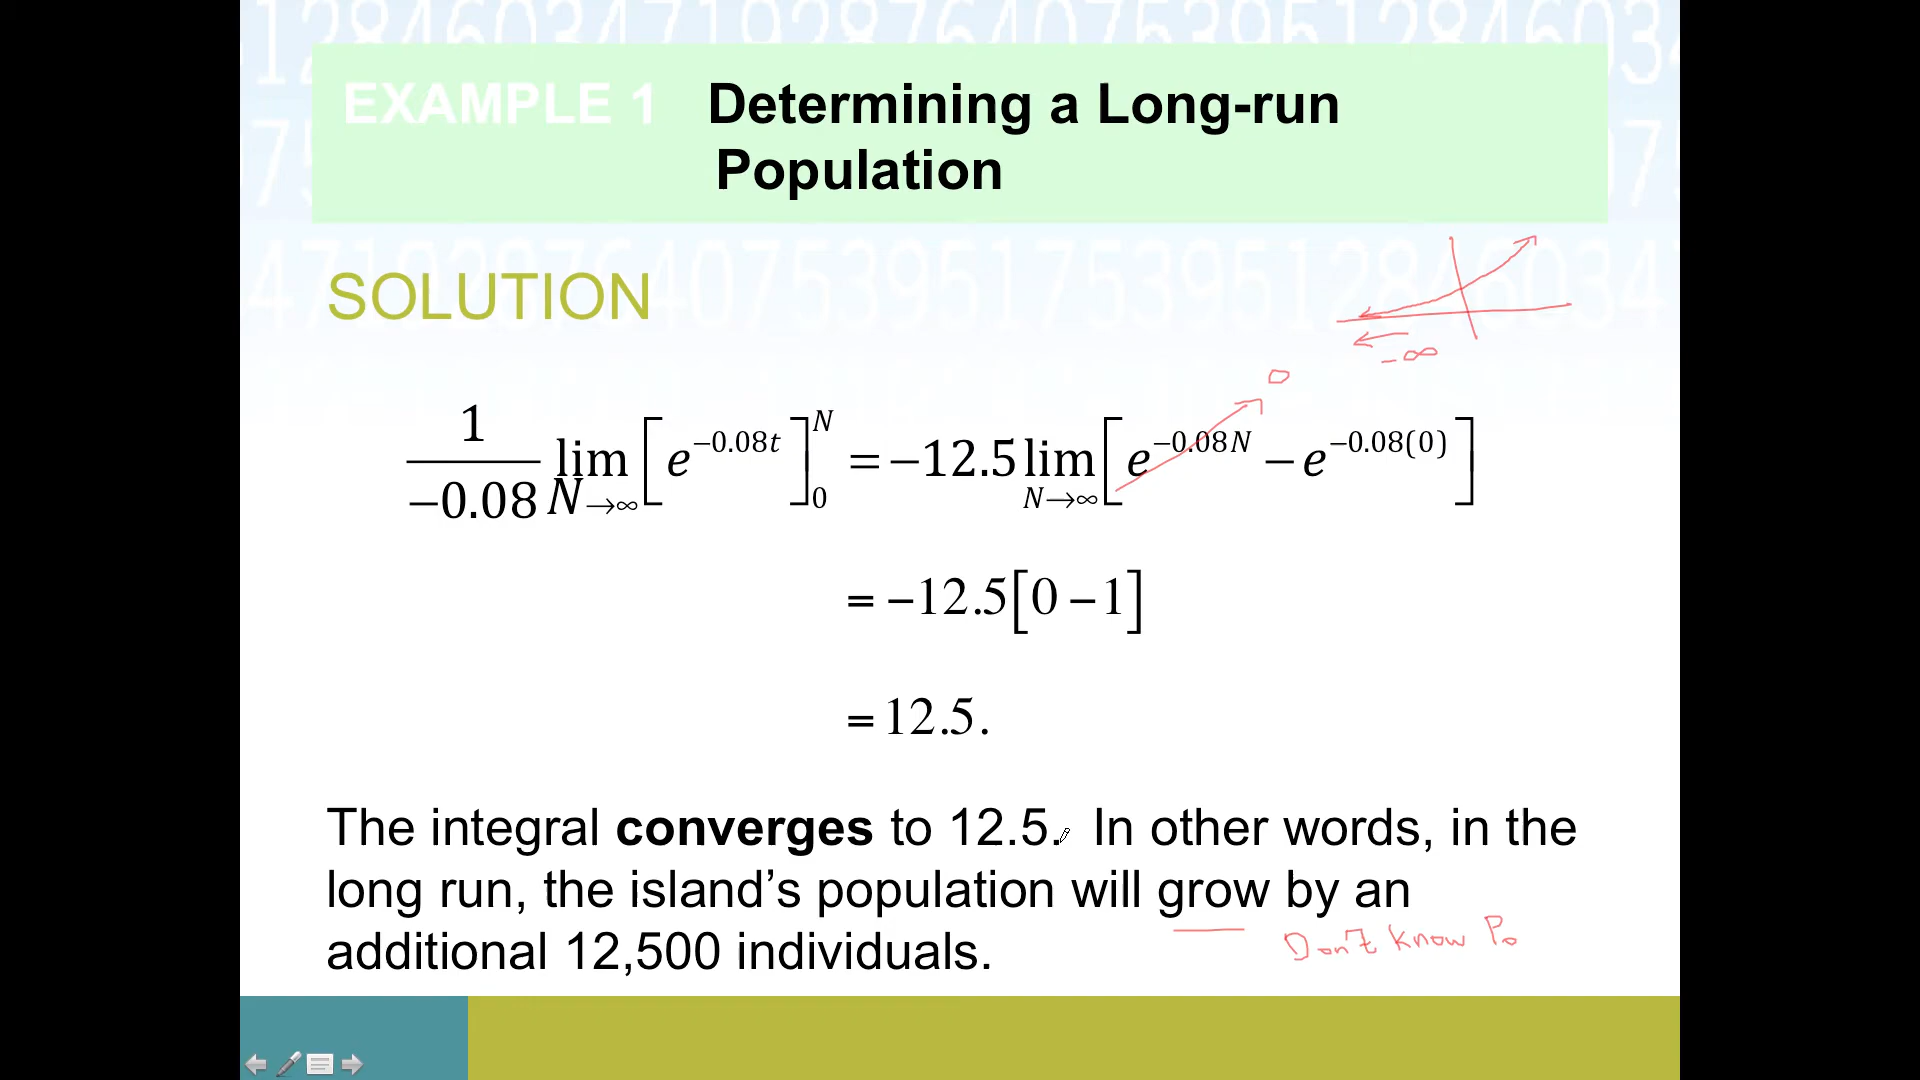 EXAMPLE 1 Determining a Long-run
Population
SOLUTION
-∞
0
1/−0.08 lim N→∞ [e^{−0.08t}]_0^N = −12.5 lim N→∞ [e^{−0.08N} − e^{−0.08(0)}]
= −12.5[0 − 1]
= 12.5.
The integral converges to 12.5. In other words, in the
long run, the island’s population will grow by an
additional 12,500 individuals.
Don't know P₀